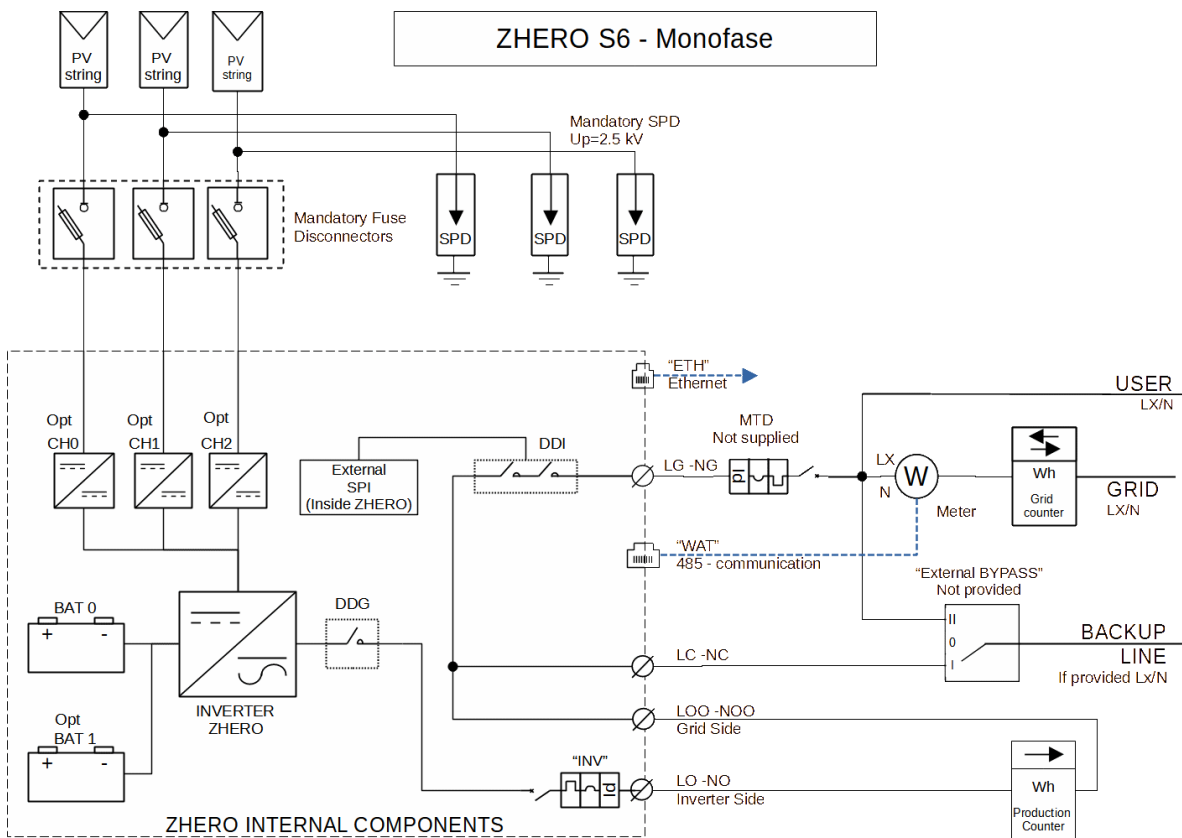 ZHERO S6 - Monofase
PV
string
PV
string
PV
string
Mandatory SPD
Up=2.5 kV
Mandatory Fuse
Disconnectors
SPD
SPD
SPD
"ETH"
Ethernet
USER
LX/N
Opt
CH0
Opt
CH1
Opt
CH2
MTD
Not supplied
DDI
External
SPI
(Inside ZHERO)
LG -NG
pI
LX
N
W
Meter
Wh
Grid
counter
GRID
LX/N
"WAT"
485 - communication
"External BYPASS"
Not provided
II
0
I
BACKUP
LINE
If provided Lx/N
BAT 0
+ -
DDG
LC -NC
INVERTER
ZHERO
Opt
BAT 1
+ -
LOO -NOO
Grid Side
"INV"
Id
LO -NO
Inverter Side
Wh
Production
Counter
ZHERO INTERNAL COMPONENTS